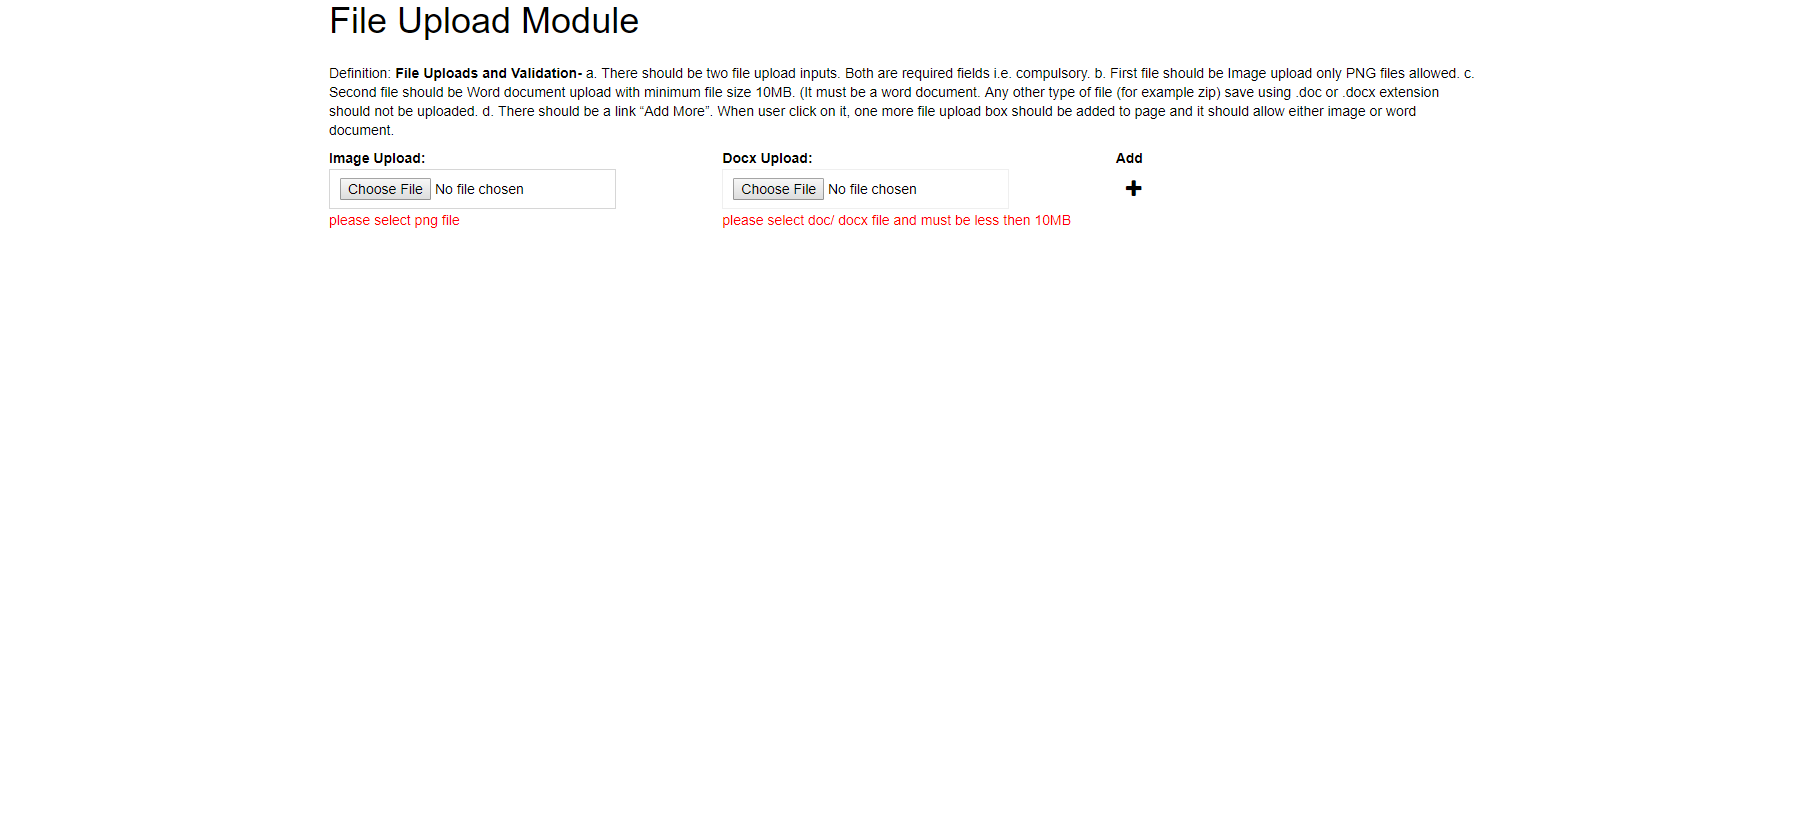 File Upload Module
Definition: File Uploads and Validation- a. There should be two file upload inputs. Both are required fields i.e. compulsory. b. First file should be Image upload only PNG files allowed. c.
Second file should be Word document upload with minimum file size 10MB. (It must be a word document. Any other type of file (for example zip) save using .doc or .docx extension
should not be uploaded. d. There should be a link “Add More”. When user click on it, one more file upload box should be added to page and it should allow either image or word
document.
Image Upload: Docx Upload: Add
Choose File No file chosen Choose File No file chosen
please select png file please select doc/ docx file and must be less then 10MB